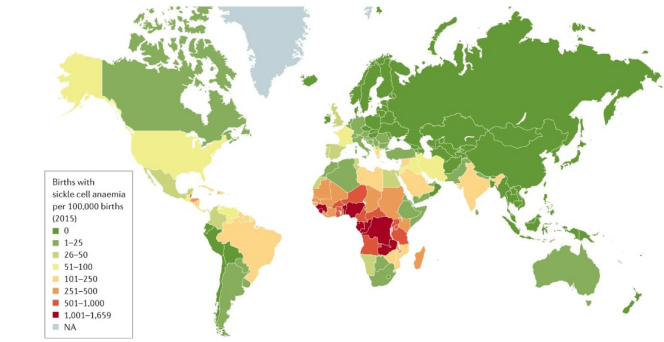 Births with
sickle cell anaemia
per 100,000 births
(2015)
0
1–25
26–50
51–100
101–250
251–500
501–1,000
1,001–1,659
NA